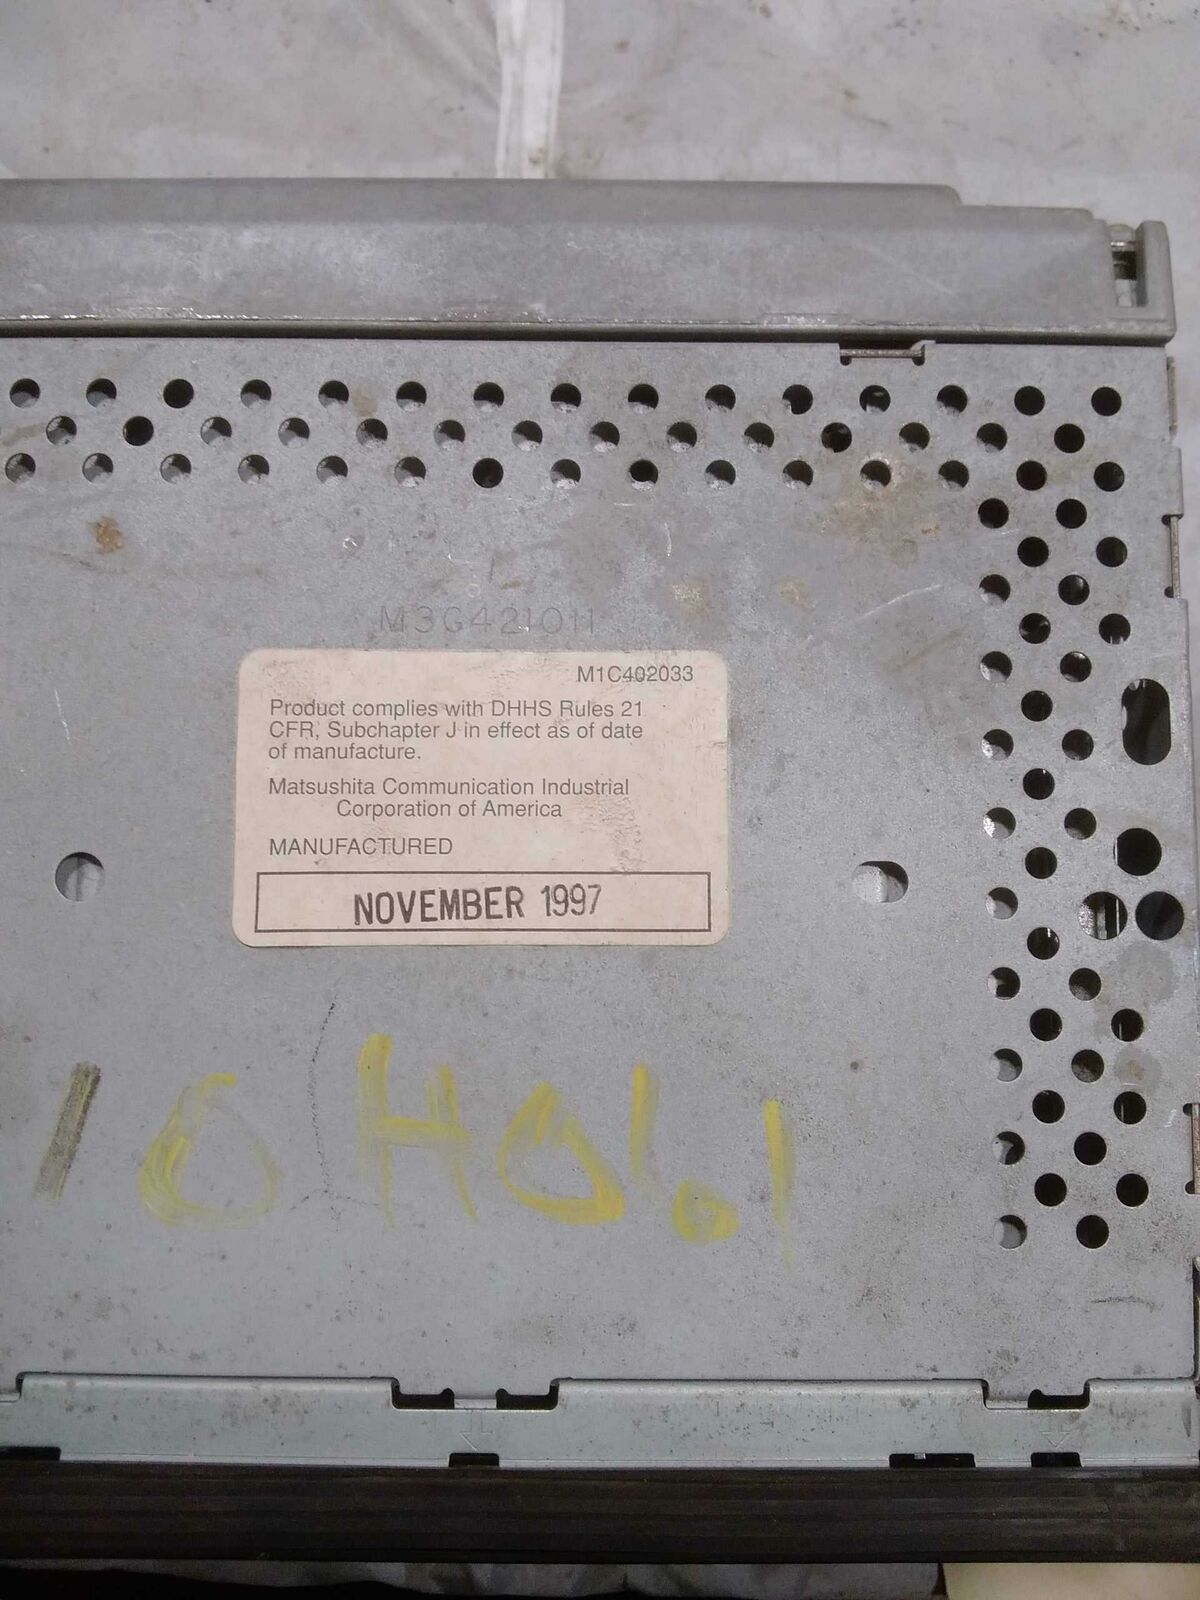 M3G421011
M1C402033
Product complies with DHHS Rules 21
CFR, Subchapter J in effect as of date
of manufacture.
Matsushita Communication Industrial
Corporation of America
MANUFACTURED
NOVEMBER 1997